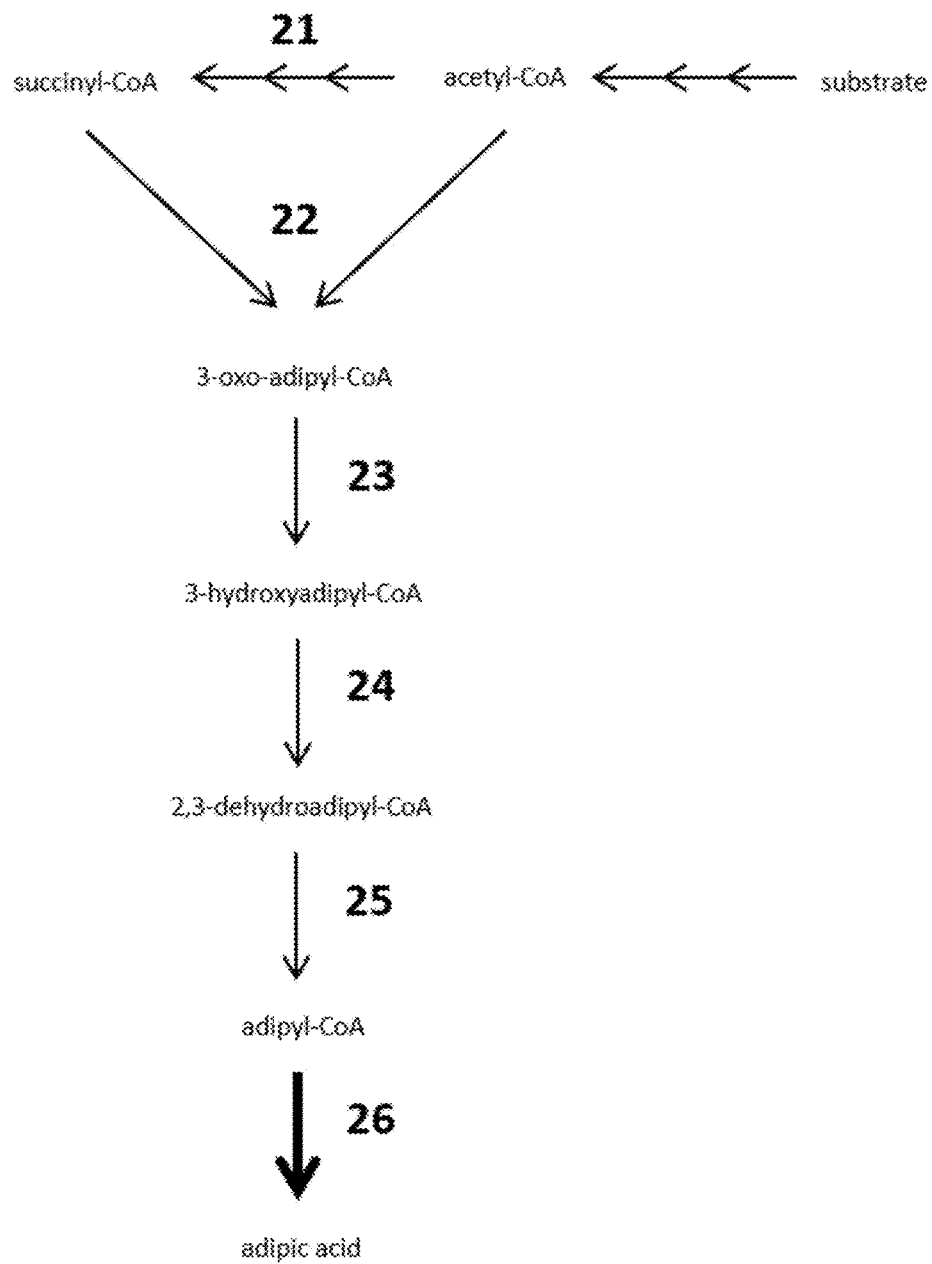 21
succinyl-CoA
acetyl-CoA
substrate
22
3-oxo-adipyl-CoA
23
3-hydroxyadipyl-CoA
24
2,3-dehydroadipyl-CoA
25
adipyl-CoA
26
adipic acid